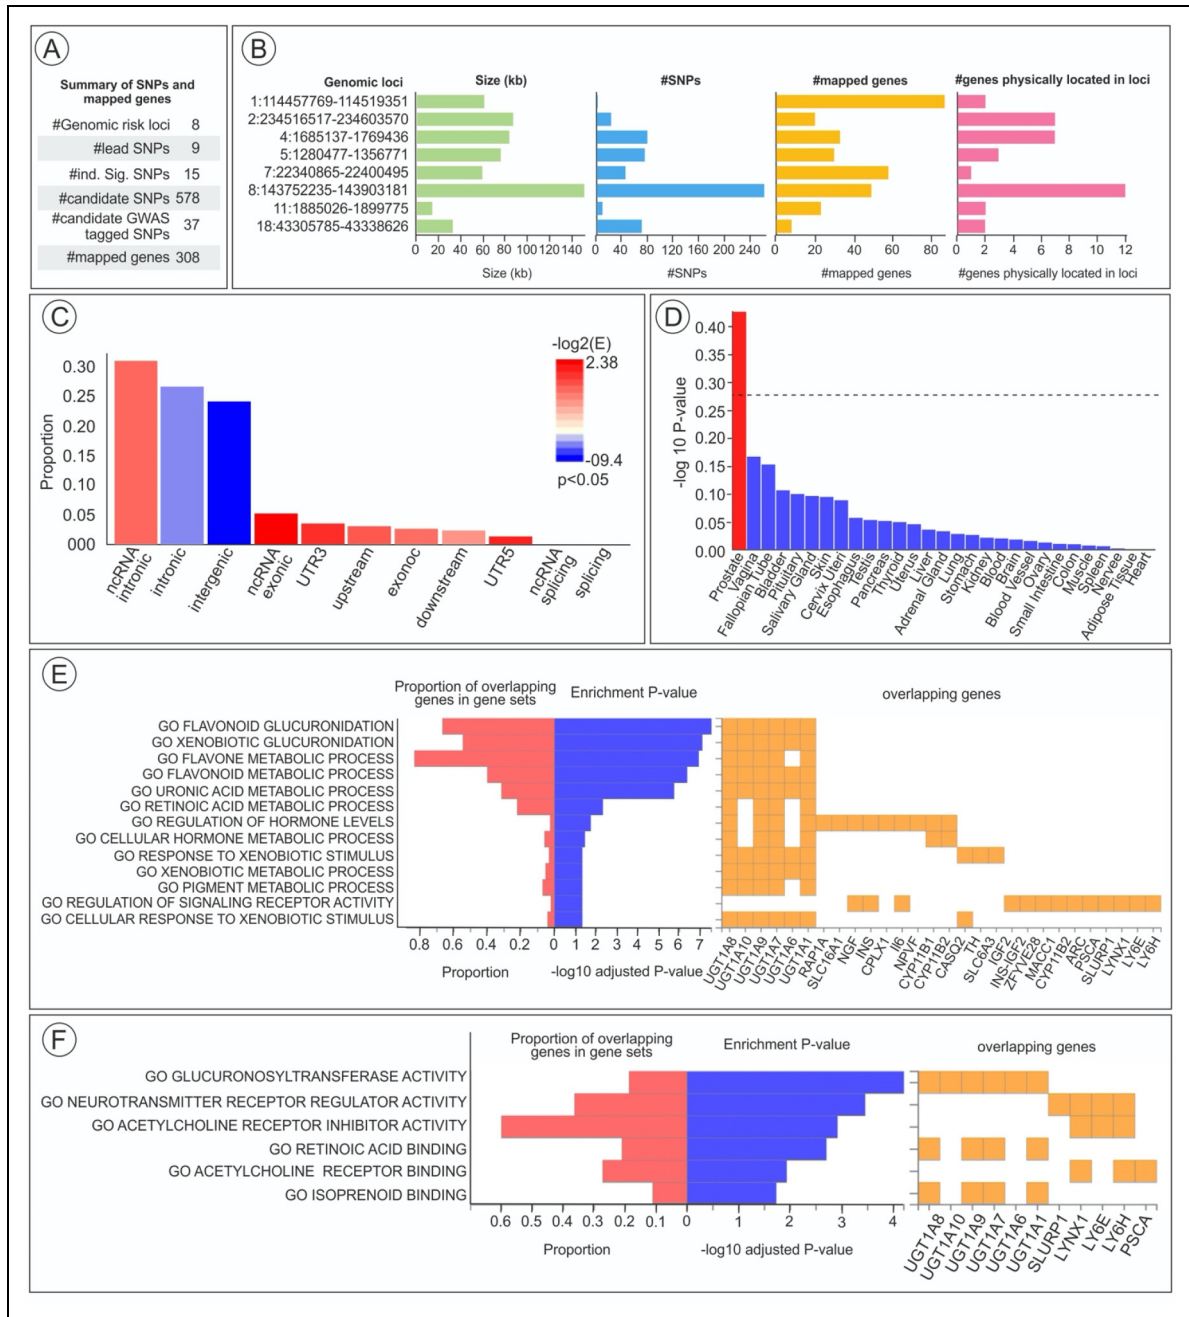 A
Summary of SNPs and
mapped genes
#Genomic risk loci 8
#lead SNPs 9
#ind. Sig. SNPs 15
#candidate SNPs 578
#candidate GWAS
tagged SNPs 37
#mapped genes 308
B
Genomic loci Size (kb) #SNPs #mapped genes #genes physically located in loci
1:114457769-114519351
2:234516517-234603570
4:1685137-1769436
5:1280477-1356771
7:22340865-22400495
8:143752235-143903181
11:1885026-1899775
18:43305785-43338626
0 20 40 60 80 100 120 140 0 40 80 120 160 200 240 0 20 40 60 80 0 2 4 6 8 10 12
Size (kb) #SNPs #mapped genes #genes physically located in loci
C
Proportion
0.30
0.25
0.20
0.15
0.10
0.05
000
-log2(E)
2.38
-09.4
p<0.05
ncRNA intronic
intronic
intergenic
ncRNA exonic
UTR3
upstream
exonoc
downstream
UTR5
ncRNA splicing
splicing
D
-log 10 P-value
0.40
0.35
0.30
0.25
0.20
0.15
0.10
0.05
0.00
Prostate
Vagina
Fallopian Tube
Bladder
Pituitary
Salivary Gland
Skin
Cervix Uteri
Esophagus
Testis
Pancreas
Thyroid
Uterus
Liver
Adrenal Gland
Lung
Stomach
Kidney
Blood
Brain
Blood Vessel
Ovary
Small Intestine
Colon
Muscle
Spleen
Nervee
Adipose Tissue
Heart
E
Proportion of overlapping
genes in gene sets
Enrichment P-value
overlapping genes
GO FLAVONOID GLUCURONIDATION
GO XENOBIOTIC GLUCURONIDATION
GO FLAVONE METABOLIC PROCESS
GO FLAVONOID METABOLIC PROCESS
GO URONIC ACID METABOLIC PROCESS
GO RETINOIC ACID METABOLIC PROCESS
GO REGULATION OF HORMONE LEVELS
GO CELLULAR HORMONE METABOLIC PROCESS
GO RESPONSE TO XENOBIOTIC STIMULUS
GO XENOBIOTIC METABOLIC PROCESS
GO PIGMENT METABOLIC PROCESS
GO REGULATION OF SIGNALING RECEPTOR ACTIVITY
GO CELLULAR RESPONSE TO XENOBIOTIC STIMULUS
0.8 0.6 0.4 0.2 0 1 2 3 4 5 6 7
Proportion -log10 adjusted P-value
UGT1A8
UGT1A10
UGT1A9
UGT1A7
UGT1A6
UGT1A1
RAP1A
SLC16A1
NGF
INS
CPLX1
Il6
NPVF
CYP11B1
CYP11B2
CASQ2
TH
SLC6A3
IGF2
INS-IGF2
ZFYVE28
MACC1
CYP11B2
ARC
PSCA
SLURP1
LYNX1
LY6E
LY6H
F
Proportion of overlapping
genes in gene sets
Enrichment P-value
overlapping genes
GO GLUCURONOSYLTRANSFERASE ACTIVITY
GO NEUROTRANSMITTER RECEPTOR REGULATOR ACTIVITY
GO ACETYLCHOLINE RECEPTOR INHIBITOR ACTIVITY
GO RETINOIC ACID BINDING
GO ACETYLCHOLINE RECEPTOR BINDING
GO ISOPRENOID BINDING
0.6 0.5 0.4 0.3 0.2 0.1 0 1 2 3 4
Proportion -log10 adjusted P-value
UGT1A8
UGT1A10
UGT1A9
UGT1A7
UGT1A6
UGT1A1
SLURP1
LYNX1
LY6E
LY6H
PSCA